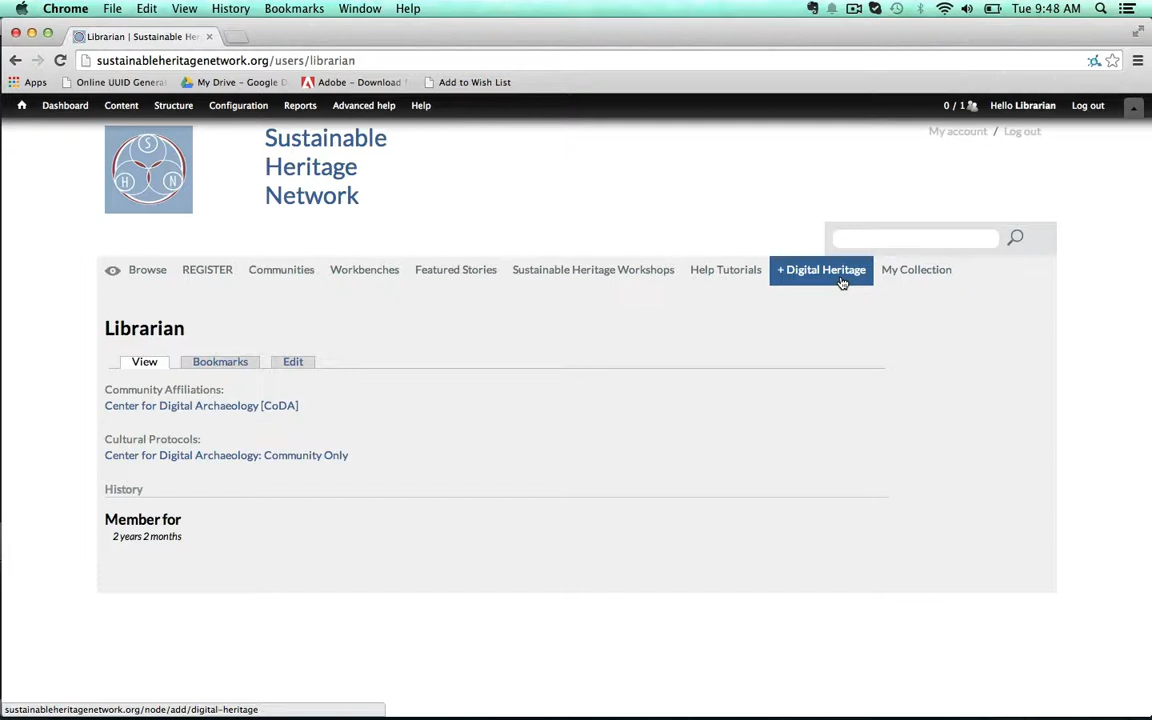 Chrome File Edit View History Bookmarks Window Help Tue 9:48 AM
Librarian | Sustainable Her
sustainableheritagenetwork.org/users/librarian
Apps Online UUID Genera My Drive - Google D Adobe - Download Add to Wish List
Dashboard Content Structure Configuration Reports Advanced help Help 0 / 1 Hello Librarian Log out
My account / Log out
S
H N
Sustainable
Heritage
Network
Browse REGISTER Communities Workbenches Featured Stories Sustainable Heritage Workshops Help Tutorials + Digital Heritage My Collection
Librarian
View Bookmarks Edit
Community Affiliations:
Center for Digital Archaeology [CoDA]
Cultural Protocols:
Center for Digital Archaeology: Community Only
History
Member for
2 years 2 months
sustainableheritagenetwork.org/node/add/digital-heritage